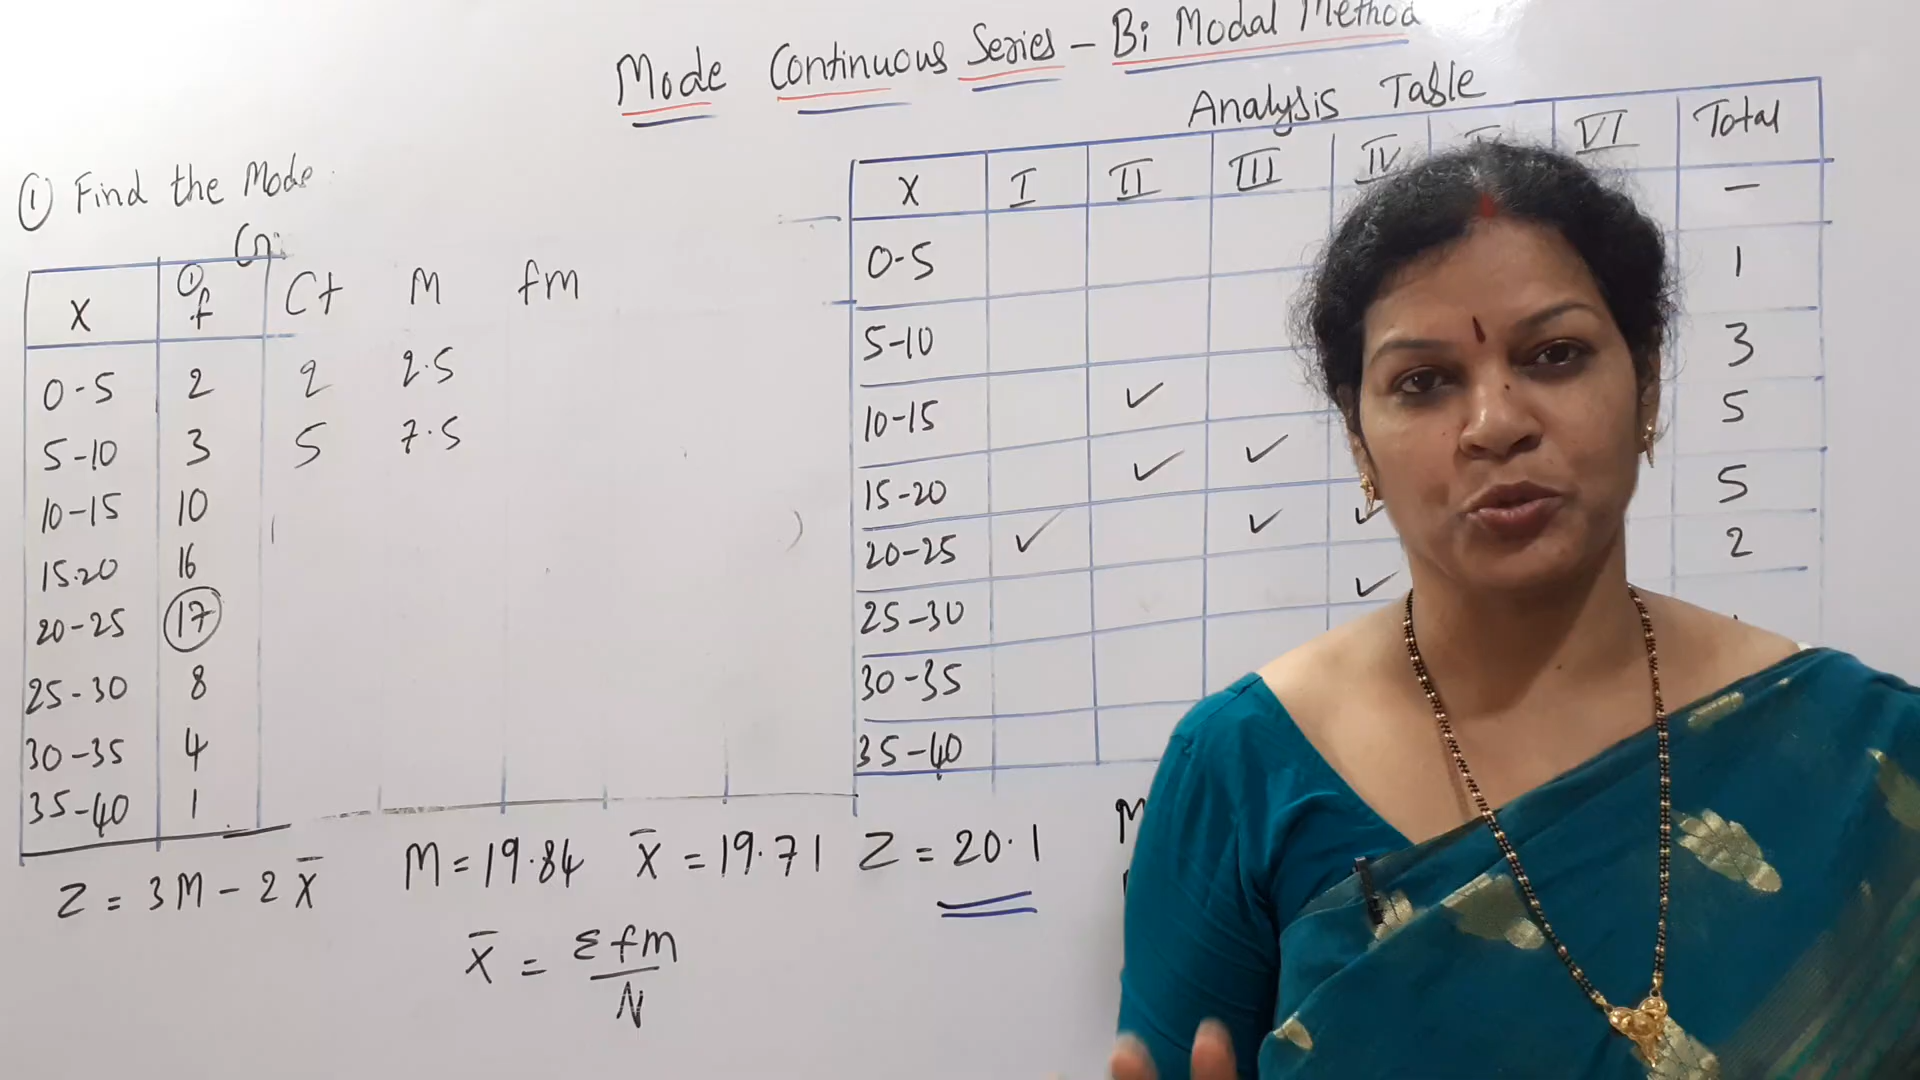 Mode Continuous Series - Bi Modal Method
① Find the Mode
X ① f Cf M fm
0-5 2 2 2.5
5-10 3 5 7.5
10-15 10
15.20 16
20-25 17
25-30 8
30-35 4
35-40 1
Z = 3M - 2X̄
M = 19.84 X̄ = 19.71 Z = 20.1
X̄ = Σfm
N
Analysis Table
X I II III IV VI Total
—
0-5 1
5-10 3
10-15 ✓ 5
15-20 ✓ ✓ 5
20-25 ✓ ✓ ✓ 2
25-30 ✓
30-35
35-40